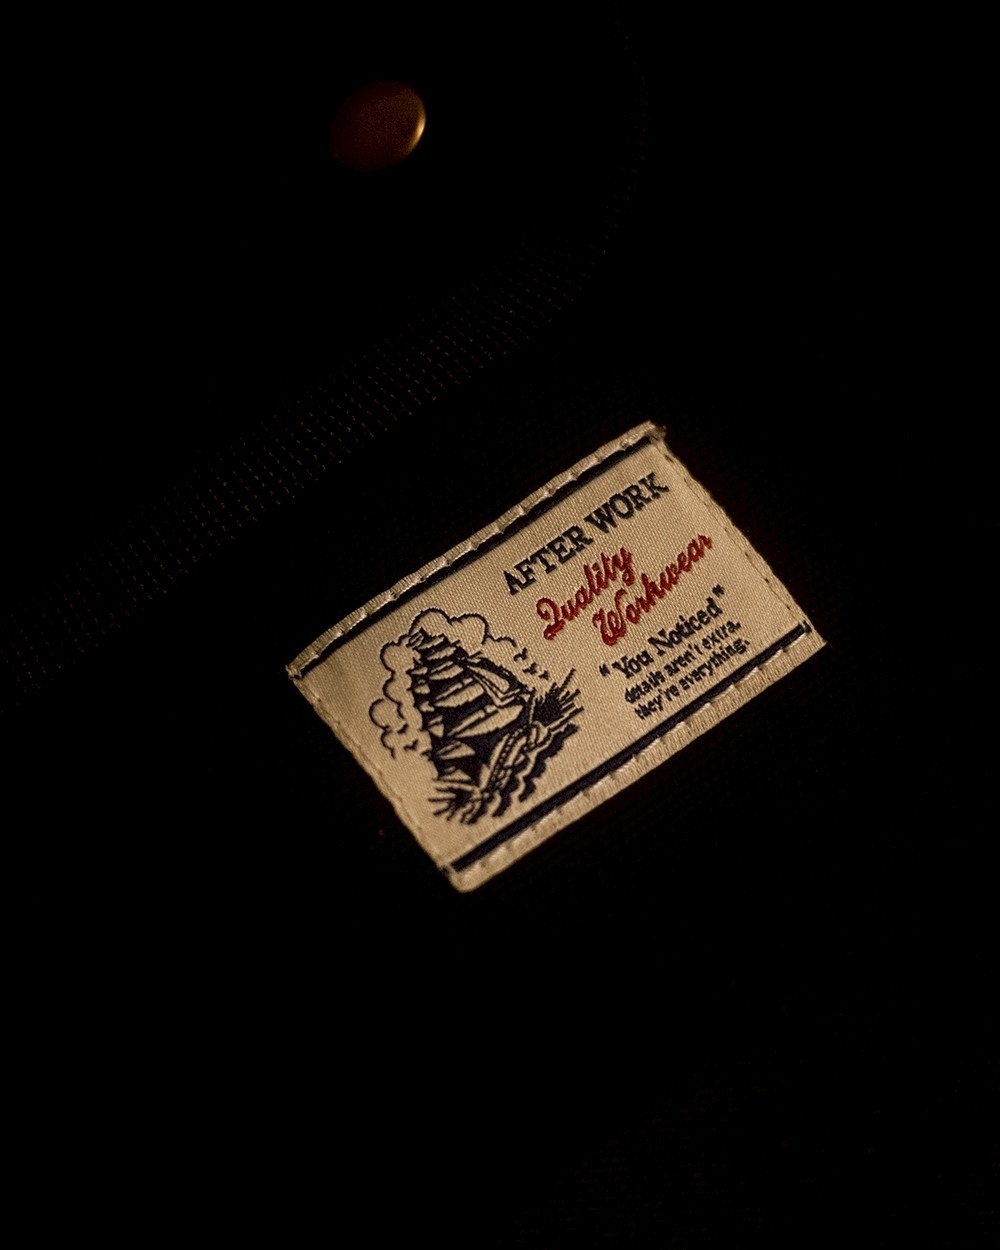 AFTER WORK
Quality
Workwear
"You Noticed"
details aren't extra.
they're everything.